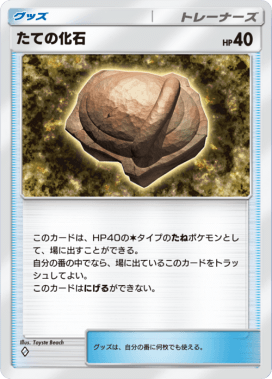 グッズ
トレーナーズ
たての化石
HP40
このカードは、HP40の✶タイプのたねポケモンとし
て、場に出すことができる。
自分の番の中でなら、場に出ているこのカードをトラッ
シュしてよい。
このカードはにげるができない。
Illus. Toyste Beach
グッズは、自分の番に何枚でも使える。